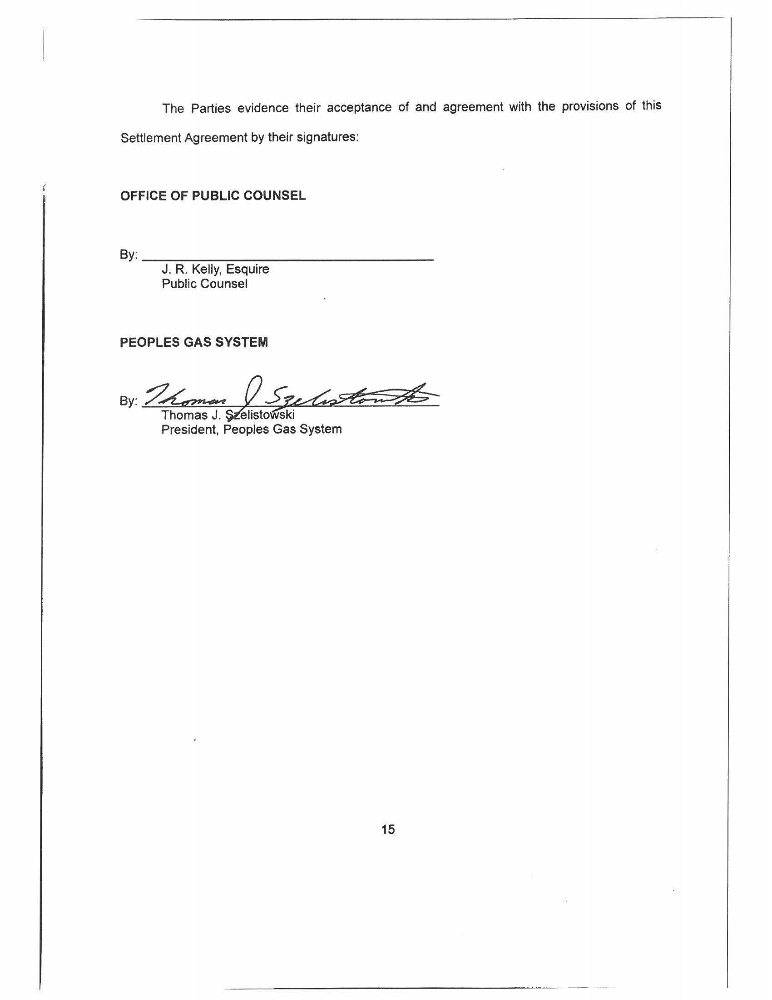 The Parties evidence their acceptance of and agreement with the provisions of this
Settlement Agreement by their signatures:
OFFICE OF PUBLIC COUNSEL
By:
J. R. Kelly, Esquire
Public Counsel
PEOPLES GAS SYSTEM
By: Thomas J Szelistowski
Thomas J. Szelistowski
President, Peoples Gas System
15